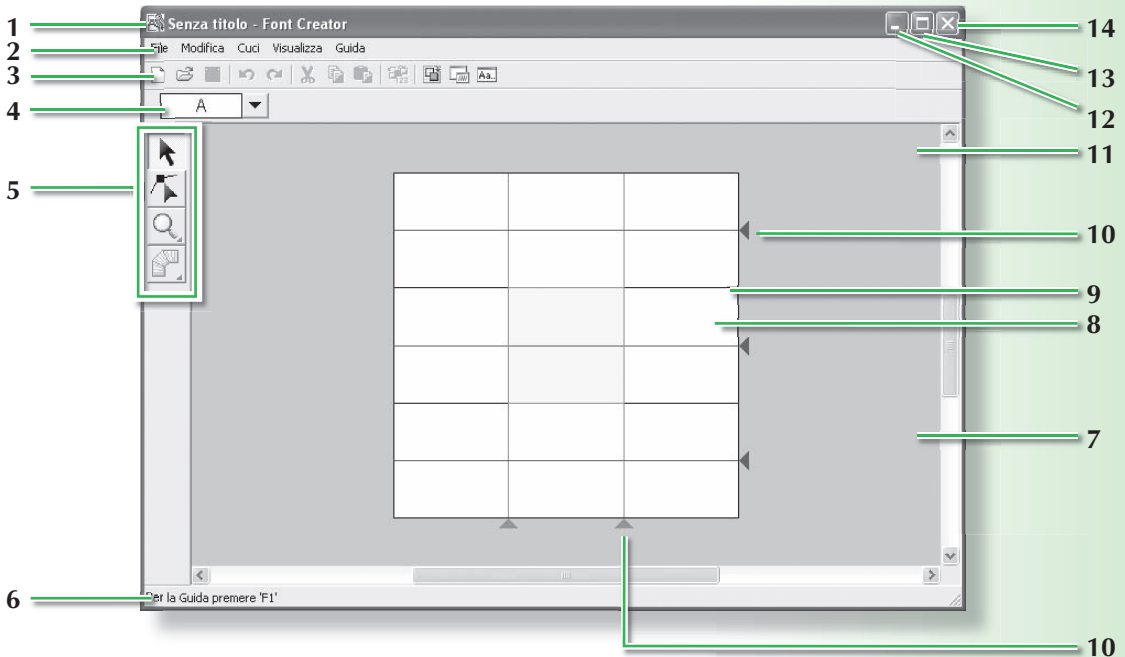 1 Senza titolo - Font Creator 14
2 File Modifica Cuci Visualizza Guida
3 Aa.. 13
4 A 12
11
5
10
9
8
7
6 Per la Guida premere 'F1'
10